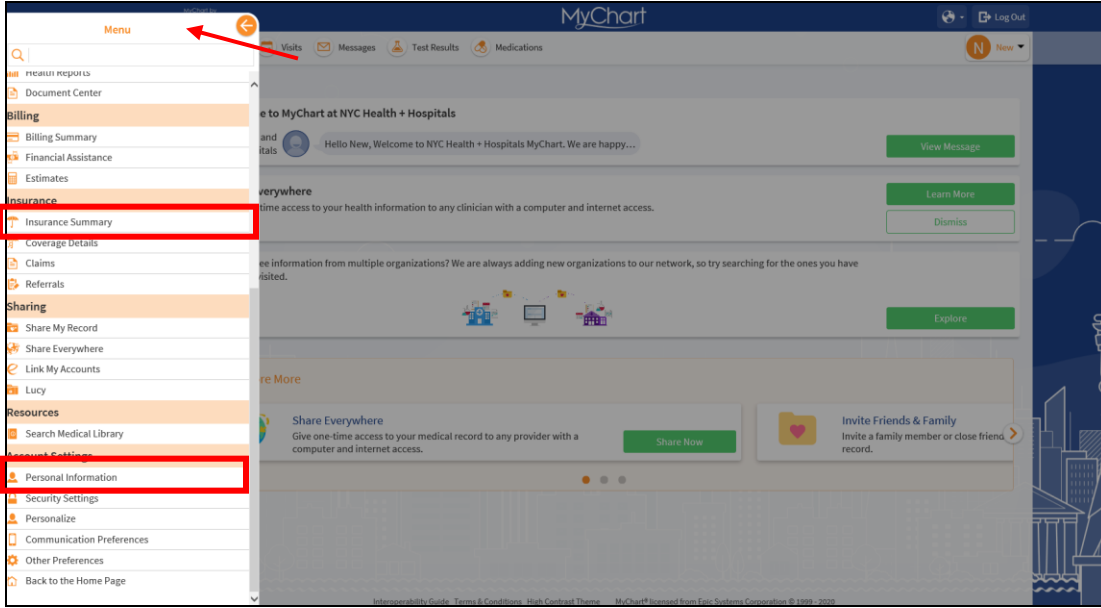 MyChart by
MyChart
Log Out
Menu
Visits
Messages
Test Results
Medications
N
New
Health Reports
Document Center
Billing
Billing Summary
Financial Assistance
Estimates
Insurance
Insurance Summary
Coverage Details
Claims
Referrals
Sharing
Share My Record
Share Everywhere
Link My Accounts
Lucy
Resources
Search Medical Library
Account Settings
Personal Information
Security Settings
Personalize
Communication Preferences
Other Preferences
Back to the Home Page
e to MyChart at NYC Health + Hospitals
and
itals
Hello New, Welcome to NYC Health + Hospitals MyChart. We are happy...
View Message
verywhere
time access to your health information to any clinician with a computer and internet access.
Learn More
Dismiss
ee information from multiple organizations? We are always adding new organizations to our network, so try searching for the ones you have
visited.
Explore
re More
Share Everywhere
Give one-time access to your medical record to any provider with a
computer and internet access.
Share Now
Invite Friends & Family
Invite a family member or close friend
record.
Interoperability Guide Terms & Conditions High Contrast Theme MyChart® licensed from Epic Systems Corporation © 1999 - 2020